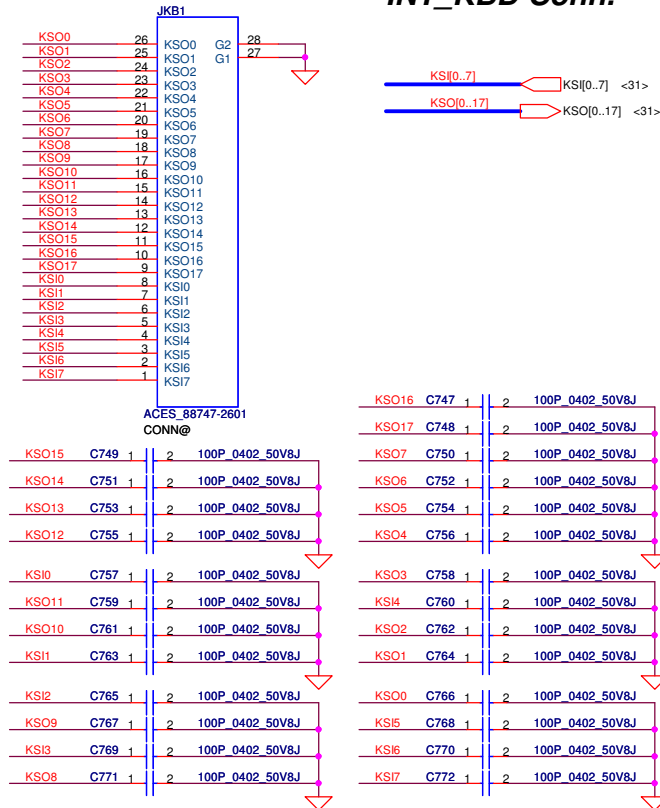 INT_KBD Conn.
JKB1
KSO0 26 KSO0 G2 28
KSO1 25 KSO1 G1 27
KSO2 24 KSO2
KSO3 23 KSO3
KSO4 22 KSO4
KSO5 21 KSO5
KSO6 20 KSO6
KSO7 19 KSO7
KSO8 18 KSO8
KSO9 17 KSO9
KSO10 16 KSO10
KSO11 15 KSO11
KSO12 14 KSO12
KSO13 13 KSO13
KSO14 12 KSO14
KSO15 11 KSO15
KSO16 10 KSO16
KSO17 9 KSO17
KSI0 8 KSI0
KSI1 7 KSI1
KSI2 6 KSI2
KSI3 5 KSI3
KSI4 4 KSI4
KSI5 3 KSI5
KSI6 2 KSI6
KSI7 1 KSI7
ACES_88747-2601
CONN@
KSI[0..7] KSI[0..7] <31>
KSO[0..17] KSO[0..17] <31>
KSO15 C749 1 2 100P_0402_50V8J
KSO14 C751 1 2 100P_0402_50V8J
KSO13 C753 1 2 100P_0402_50V8J
KSO12 C755 1 2 100P_0402_50V8J
KSI0 C757 1 2 100P_0402_50V8J
KSO11 C759 1 2 100P_0402_50V8J
KSO10 C761 1 2 100P_0402_50V8J
KSI1 C763 1 2 100P_0402_50V8J
KSI2 C765 1 2 100P_0402_50V8J
KSO9 C767 1 2 100P_0402_50V8J
KSI3 C769 1 2 100P_0402_50V8J
KSO8 C771 1 2 100P_0402_50V8J
KSO16 C747 1 2 100P_0402_50V8J
KSO17 C748 1 2 100P_0402_50V8J
KSO7 C750 1 2 100P_0402_50V8J
KSO6 C752 1 2 100P_0402_50V8J
KSO5 C754 1 2 100P_0402_50V8J
KSO4 C756 1 2 100P_0402_50V8J
KSO3 C758 1 2 100P_0402_50V8J
KSI4 C760 1 2 100P_0402_50V8J
KSO2 C762 1 2 100P_0402_50V8J
KSO1 C764 1 2 100P_0402_50V8J
KSO0 C766 1 2 100P_0402_50V8J
KSI5 C768 1 2 100P_0402_50V8J
KSI6 C770 1 2 100P_0402_50V8J
KSI7 C772 1 2 100P_0402_50V8J